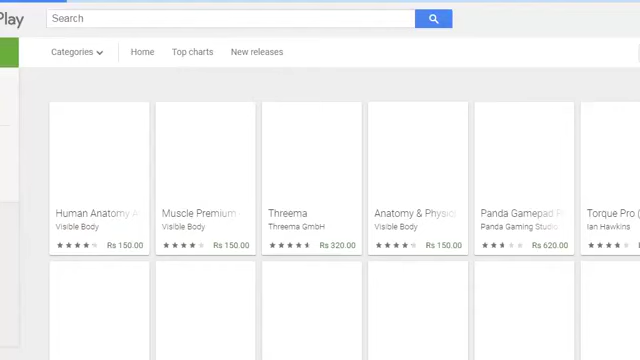 Play
Search
Categories Home Top charts New releases
Human Anatomy
Visible Body
Rs 150.00
Muscle Premium
Visible Body
Rs 150.00
Threema
Threema GmbH
Rs 320.00
Anatomy & Physiol
Visible Body
Rs 150.00
Panda Gamepad
Panda Gaming Studio
Rs 620.00
Torque Pro (
Ian Hawkins